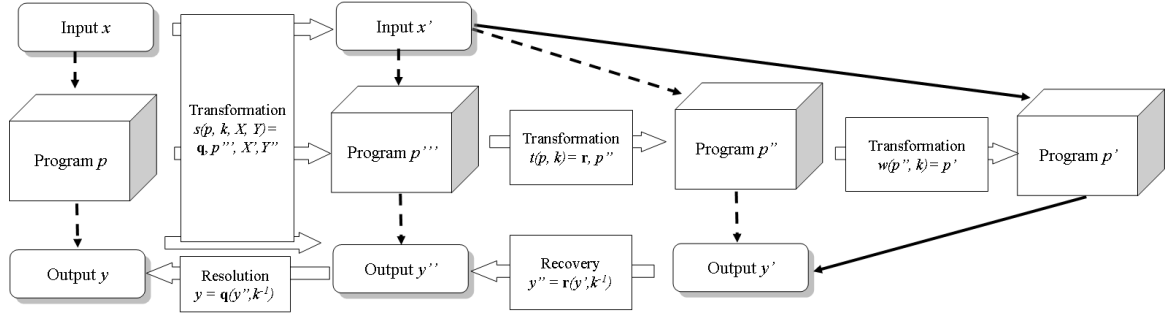 Input x
Input x’
Transformation
s(p, k, X, Y)=
q, p’’’, X’,Y’’
Program p
Program p’’’
Transformation
t(p, k)= r, p’’
Program p’’
Transformation
w(p’’, k)= p’
Program p’
Output y
Resolution
y = q(y’’,k-1)
Output y’’
Recovery
y’’ = r(y’,k-1)
Output y’